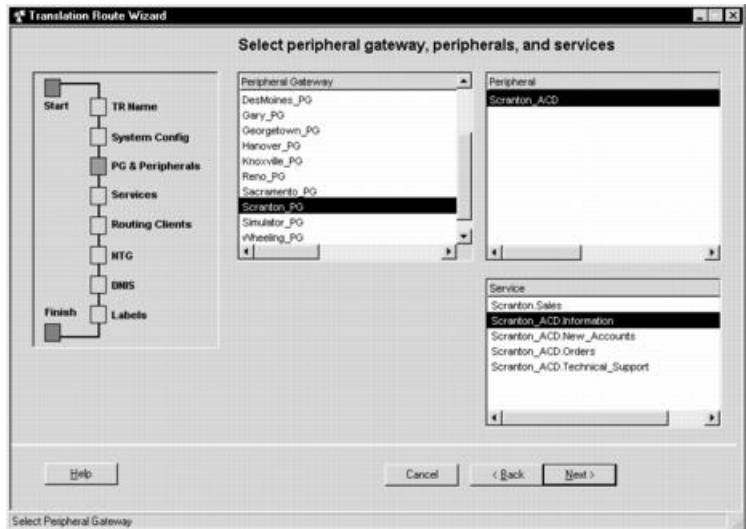 Translation Route Wizard
Select peripheral gateway, peripherals, and services
Start
TR Name
System Config
PG & Peripherals
Services
Routing Clients
NTG
DNIS
Finish
Labels
Peripheral Gateway
DesMoines_PG
Gary_PG
Georgetown_PG
Hanover_PG
Knoxville_PG
Reno_PG
Sacramento_PG
Scranton_PG
Simulator_PG
Wheeling_PG
Peripheral
Scranton_ACD
Service
Scranton.Sales
Scranton_ACD.Information
Scranton_ACD.New_Accounts
Scranton_ACD.Orders
Scranton_ACD.Technical_Support
Help
Cancel
< Back
Next >
Select Peripheral Gateway